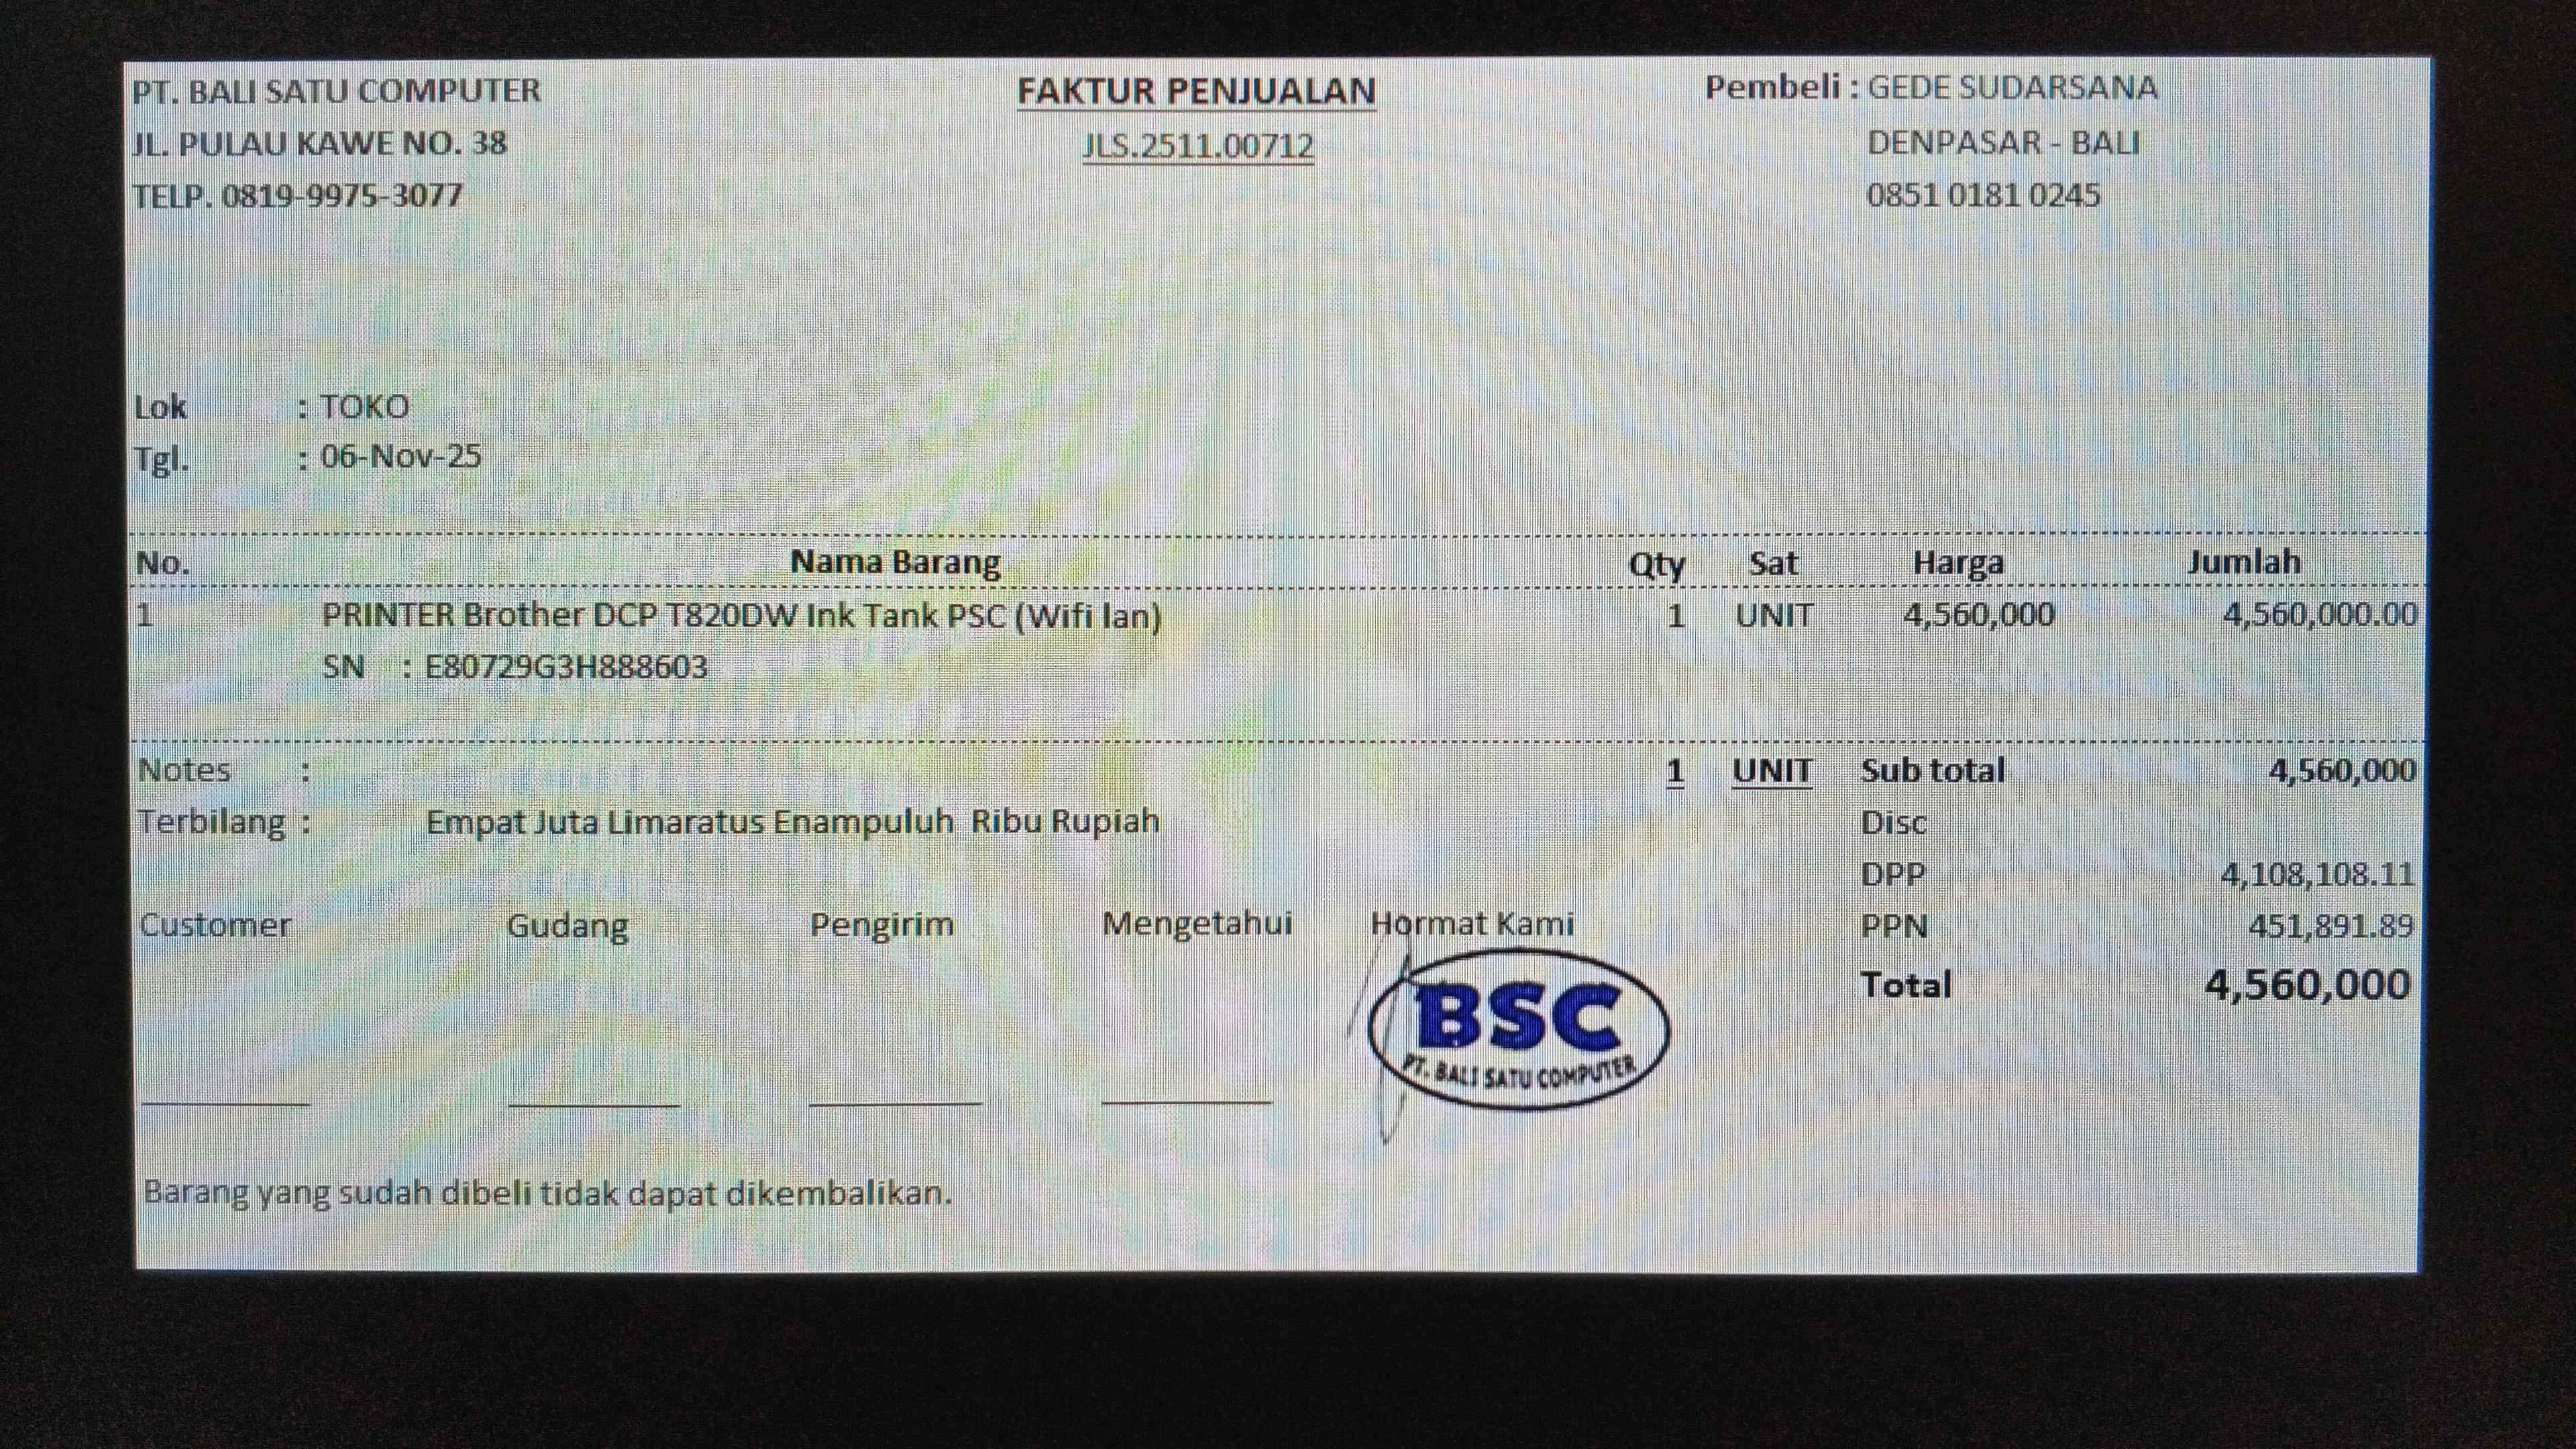 PT. BALI SATU COMPUTER
JL. PULAU KAWE NO. 38
TELP. 0819-9975-3077
FAKTUR PENJUALAN
JLS.2511.00712
Pembeli : GEDE SUDARSANA
DENPASAR - BALI
0851 0181 0245
Lok : TOKO
Tgl. : 06-Nov-25
No. Nama Barang Qty Sat Harga Jumlah
1 PRINTER Brother DCP T820DW Ink Tank PSC (Wifi lan) 1 UNIT 4,560,000 4,560,000.00
SN : E80729G3H888603
Notes : 1 UNIT Sub total 4,560,000
Terbilang : Empat Juta Limaratus Enampuluh Ribu Rupiah Disc
DPP 4,108,108.11
Customer Gudang Pengirim Mengetahui Hormat Kami PPN 451,891.89
Total 4,560,000
BSC
PT. BALI SATU COMPUTER
Barang yang sudah dibeli tidak dapat dikembalikan.